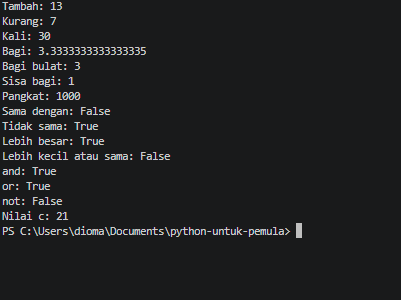 Tambah: 13
Kurang: 7
Kali: 30
Bagi: 3.3333333333333335
Bagi bulat: 3
Sisa bagi: 1
Pangkat: 1000
Sama dengan: False
Tidak sama: True
Lebih besar: True
Lebih kecil atau sama: False
and: True
or: True
not: False
Nilai c: 21
PS C:\Users\dioma\Documents\python-untuk-pemula>